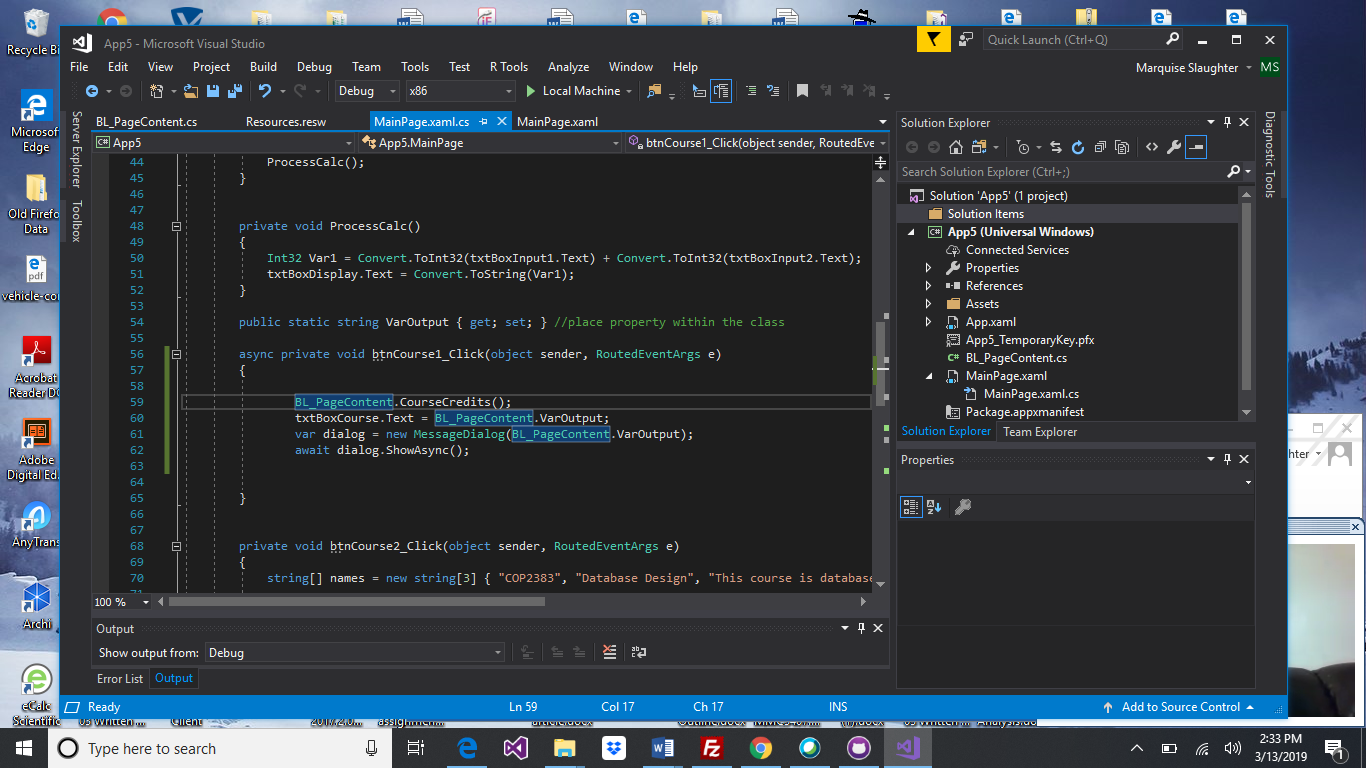 Recycle Bi
Microsof
Edge
Old Firefo
Data
pdf
vehicle-co
Acrobat
Reader DC
Adobe
Digital Ed.
AnyTrans
Archi
eCalc
Scientific
App5 - Microsoft Visual Studio
Quick Launch (Ctrl+Q)
File Edit View Project Build Debug Team Tools Test R Tools Analyze Window Help
Marquise Slaughter MS
Debug x86 Local Machine
Server Explorer
Toolbox
BL_PageContent.cs Resources.resw MainPage.xaml.cs MainPage.xaml
App5 App5.MainPage btnCourse1_Click(object sender, RoutedEve
44 ProcessCalc();
45 }
46
47
48 private void ProcessCalc()
49 {
50 Int32 Var1 = Convert.ToInt32(txtBoxInput1.Text) + Convert.ToInt32(txtBoxInput2.Text);
51 txtBoxDisplay.Text = Convert.ToString(Var1);
52 }
53
54 public static string VarOutput { get; set; } //place property within the class
55
56 async private void btnCourse1_Click(object sender, RoutedEventArgs e)
57 {
58
59 BL_PageContent.CourseCredits();
60 txtBoxCourse.Text = BL_PageContent.VarOutput;
61 var dialog = new MessageDialog(BL_PageContent.VarOutput);
62 await dialog.ShowAsync();
63
64
65 }
66
67
68 private void btnCourse2_Click(object sender, RoutedEventArgs e)
69 {
70 string[] names = new string[3] { "COP2383", "Database Design", "This course is database
100 %
Output
Show output from: Debug
Error List Output
Solution Explorer
Search Solution Explorer (Ctrl+;)
Solution 'App5' (1 project)
Solution Items
App5 (Universal Windows)
Connected Services
Properties
References
Assets
App.xaml
App5_TemporaryKey.pfx
BL_PageContent.cs
MainPage.xaml
MainPage.xaml.cs
Package.appxmanifest
Solution Explorer Team Explorer
Properties
Diagnostic Tools
hter
Ready Ln 59 Col 17 Ch 17 INS Add to Source Control
Type here to search
2:33 PM
3/13/2019
1